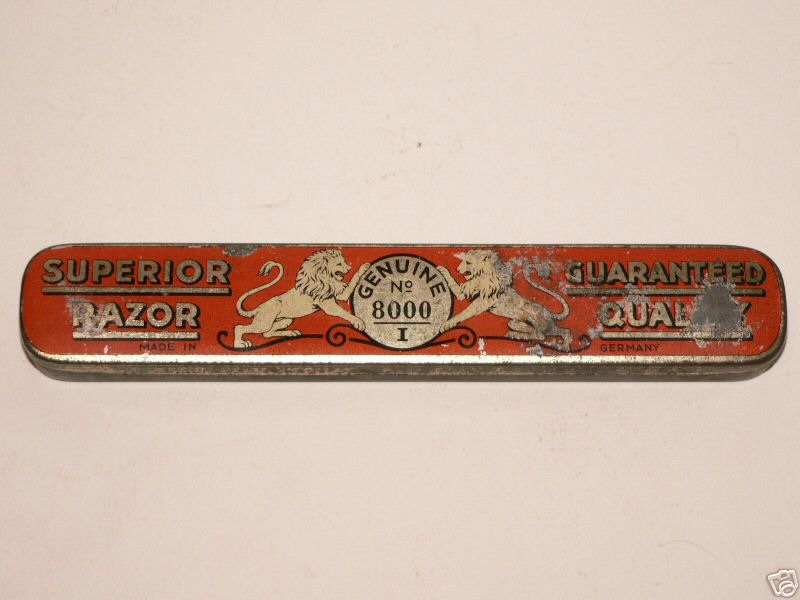 SUPERIOR
RAZOR
MADE IN
GENUINE
Nº
8000
I
GUARANTEED
QUALITY
GERMANY